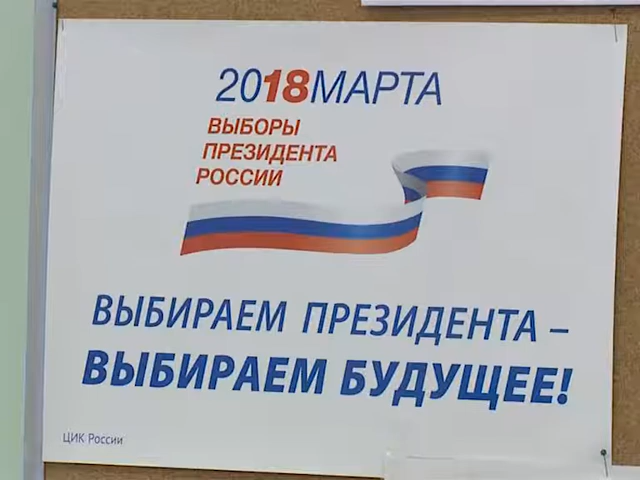 2018МАРТА
ВЫБОРЫ
ПРЕЗИДЕНТА
РОССИИ
ВЫБИРАЕМ ПРЕЗИДЕНТА –
ВЫБИРАЕМ БУДУЩЕЕ!
ЦИК России